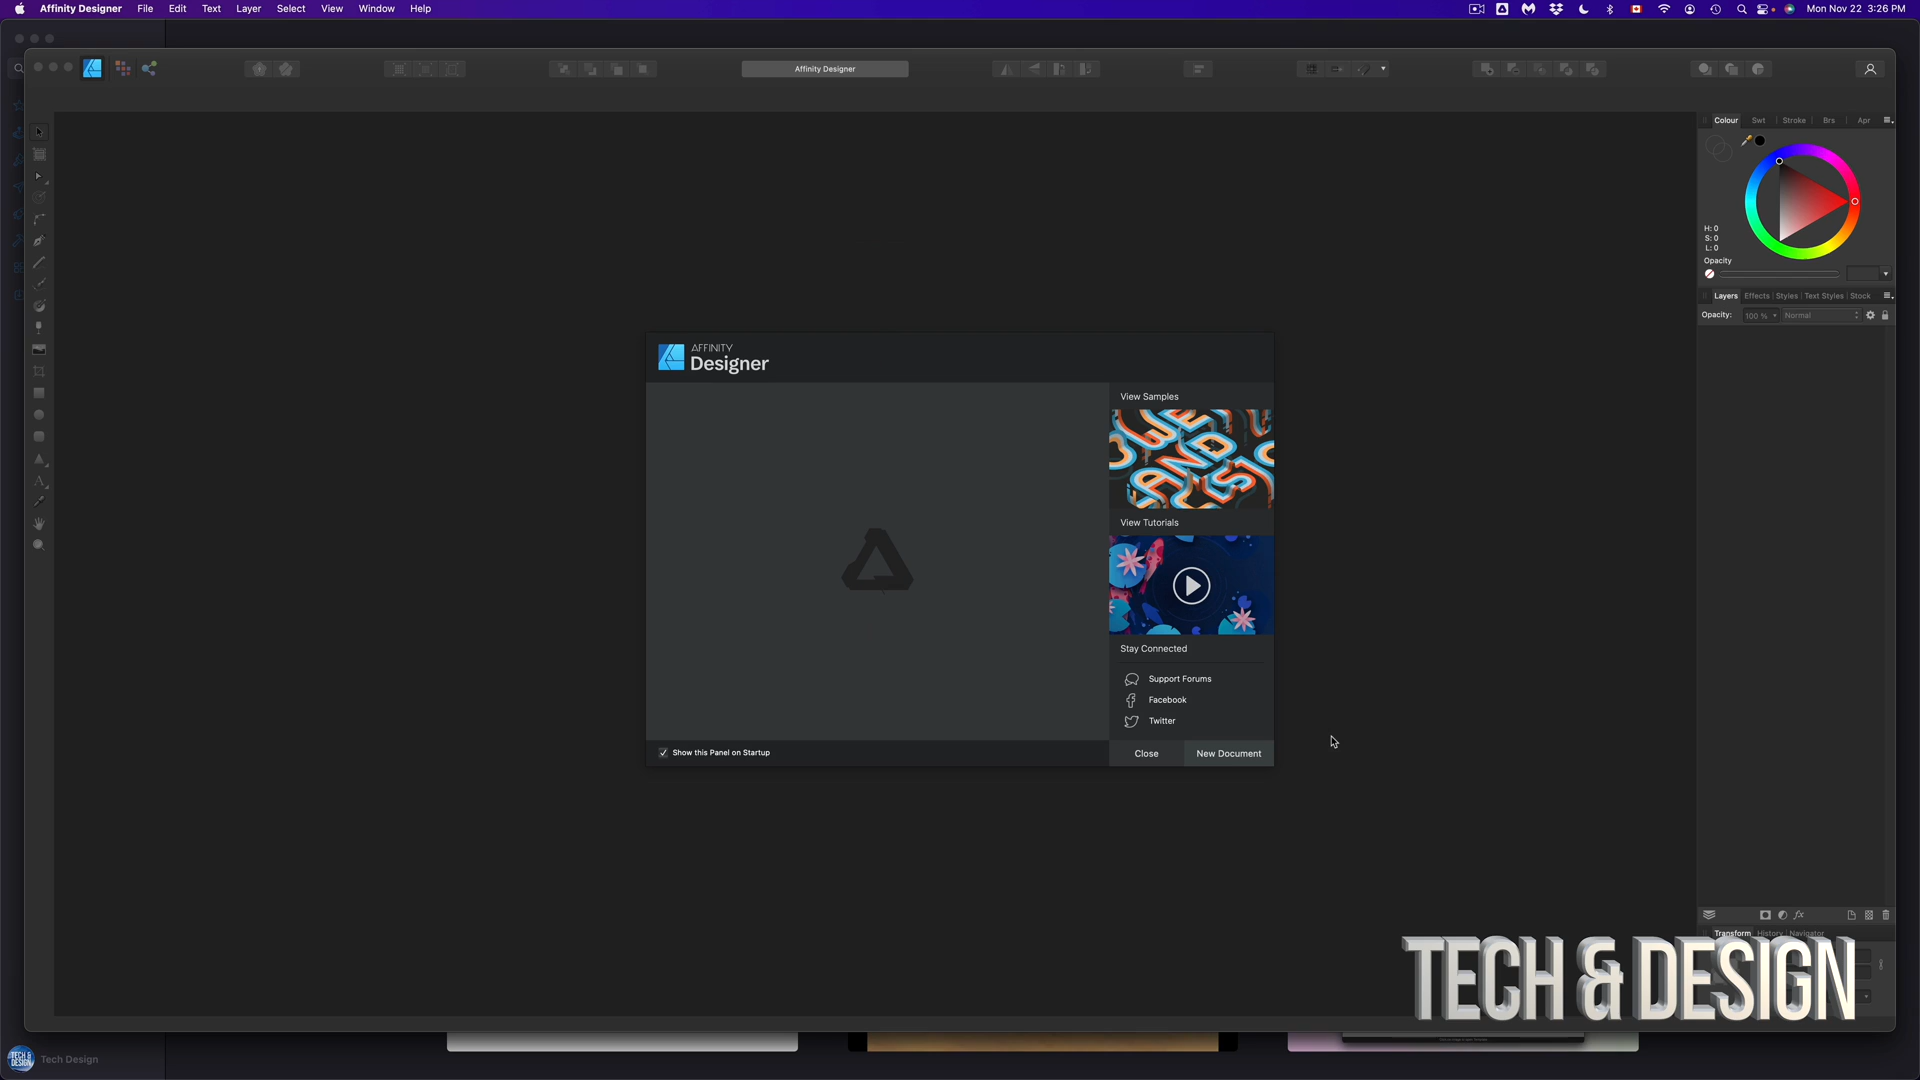 Affinity Designer File Edit Text Layer Select View Window Help
Mon Nov 22 3:26 PM
Affinity Designer
Colour Swt Stroke Brs Apr
H: 0
S: 0
L: 0
Opacity
Layers Effects Styles Text Styles Stock
Opacity: 100 % Normal
AFFINITY
Designer
View Samples
View Tutorials
Stay Connected
Support Forums
Facebook
Twitter
Show this Panel on Startup
Close New Document
Transform History Navigator
TECH & DESIGN
TECH &
DESIGN
Tech Design